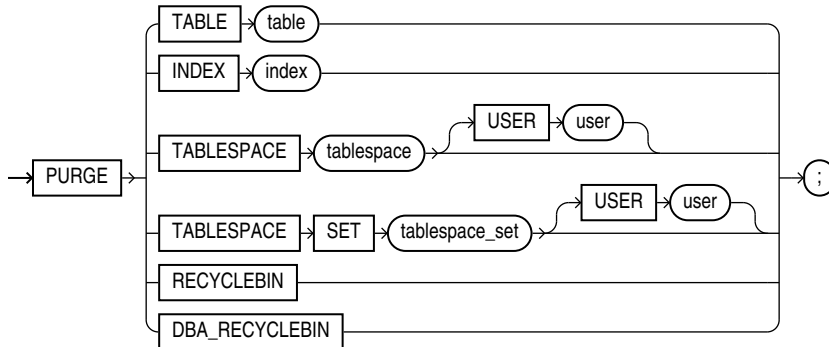 TABLE table
INDEX index
USER user
TABLESPACE tablespace
PURGE ;
USER user
TABLESPACE SET tablespace_set
RECYCLEBIN
DBA_RECYCLEBIN